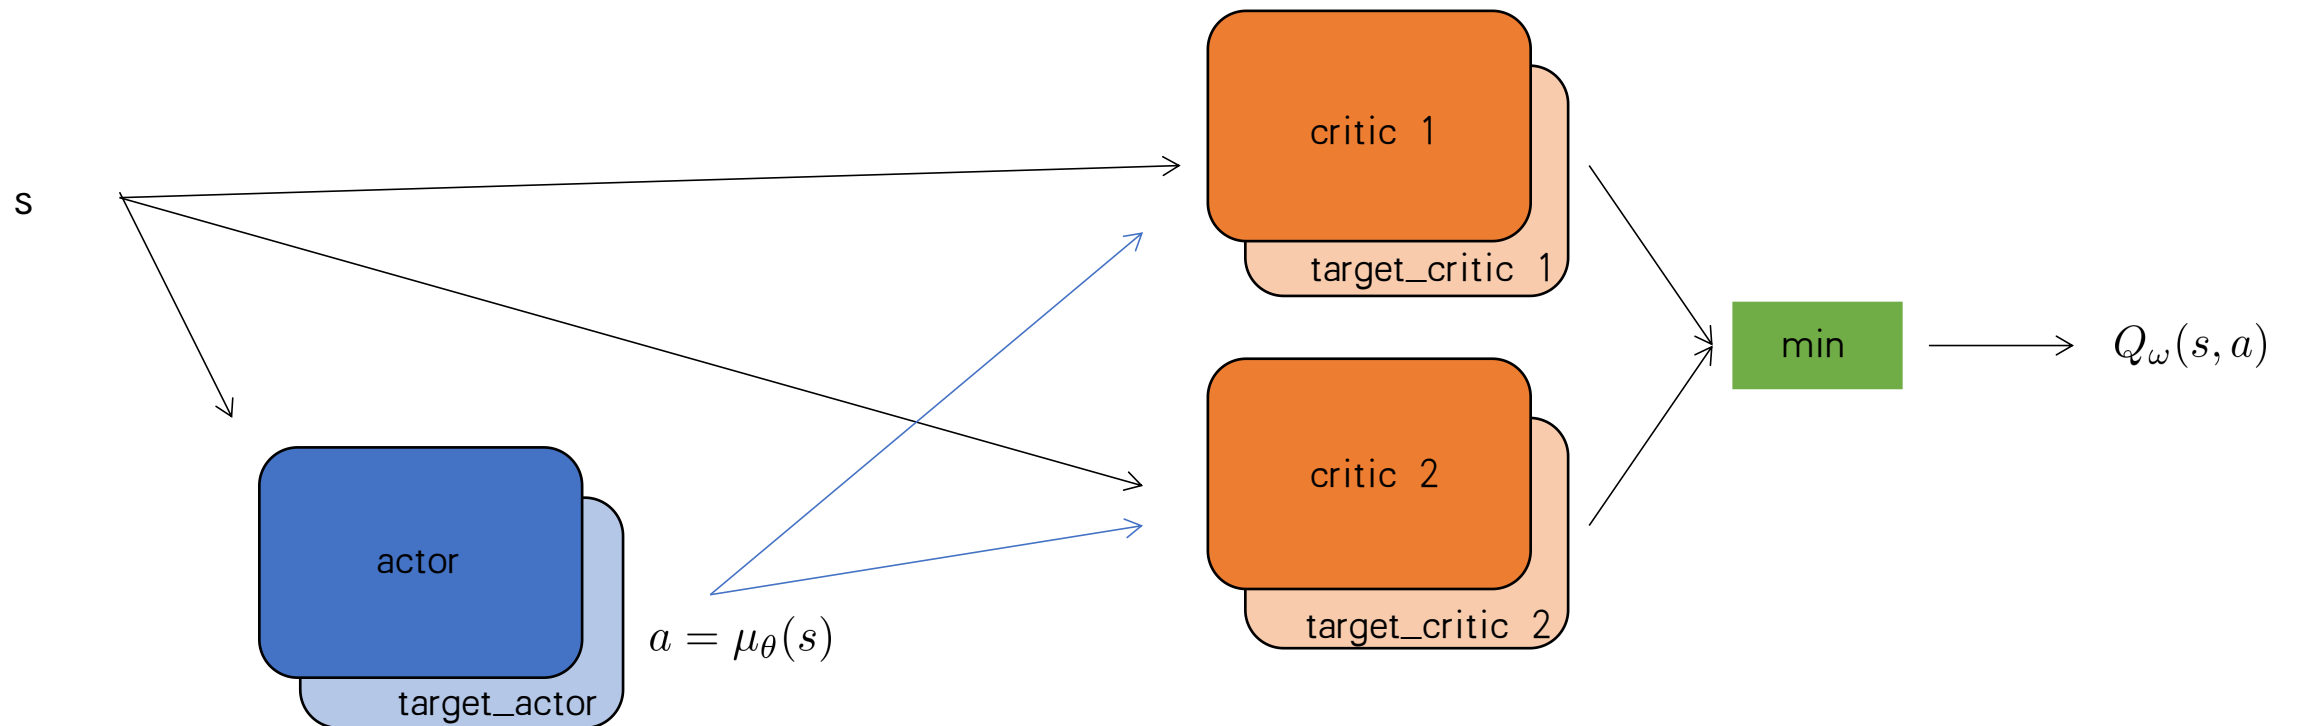 s
critic 1
target_critic 1
min
Q_ω(s, a)
critic 2
target_critic 2
actor
a = μ_θ(s)
target_actor